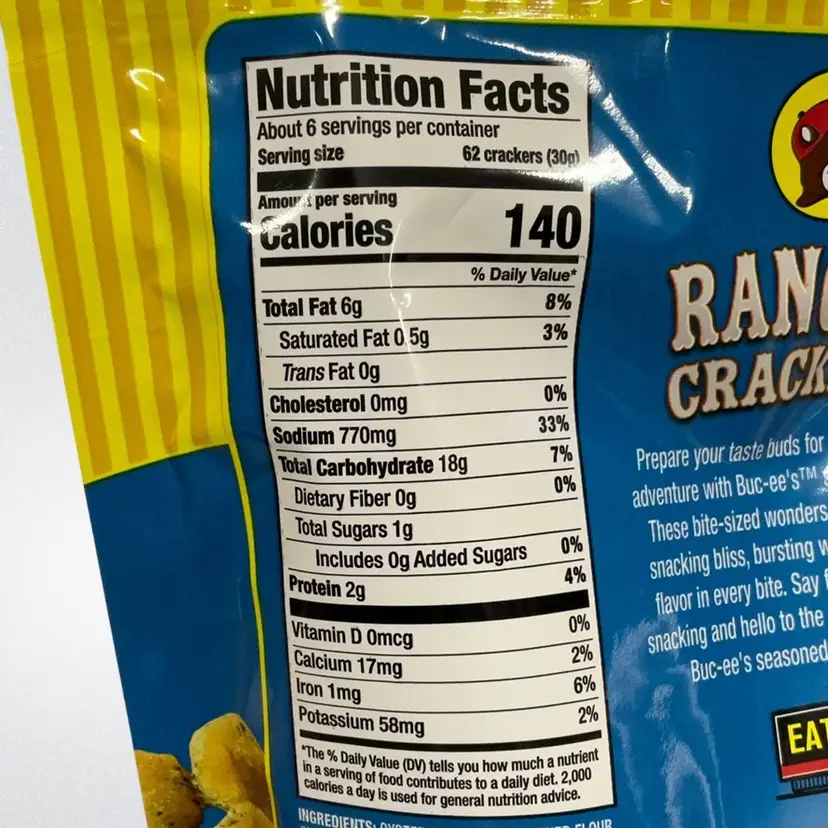 Nutrition Facts
About 6 servings per container
Serving size 62 crackers (30g)
Amount per serving
Calories 140
% Daily Value*
Total Fat 6g 8%
Saturated Fat 0.5g 3%
Trans Fat 0g
Cholesterol 0mg 0%
Sodium 770mg 33%
Total Carbohydrate 18g 7%
Dietary Fiber 0g 0%
Total Sugars 1g
Includes 0g Added Sugars 0%
Protein 2g 4%
Vitamin D 0mcg 0%
Calcium 17mg 2%
Iron 1mg 6%
Potassium 58mg 2%
*The % Daily Value (DV) tells you how much a nutrient
in a serving of food contributes to a daily diet. 2,000
calories a day is used for general nutrition advice.
INGREDIENTS:
RAN
CRACK
Prepare your taste buds for
adventure with Buc-ee's™
These bite-sized wonders
snacking bliss, bursting
flavor in every bite. Say
snacking and hello to the
Buc-ee's seasoned
EAT